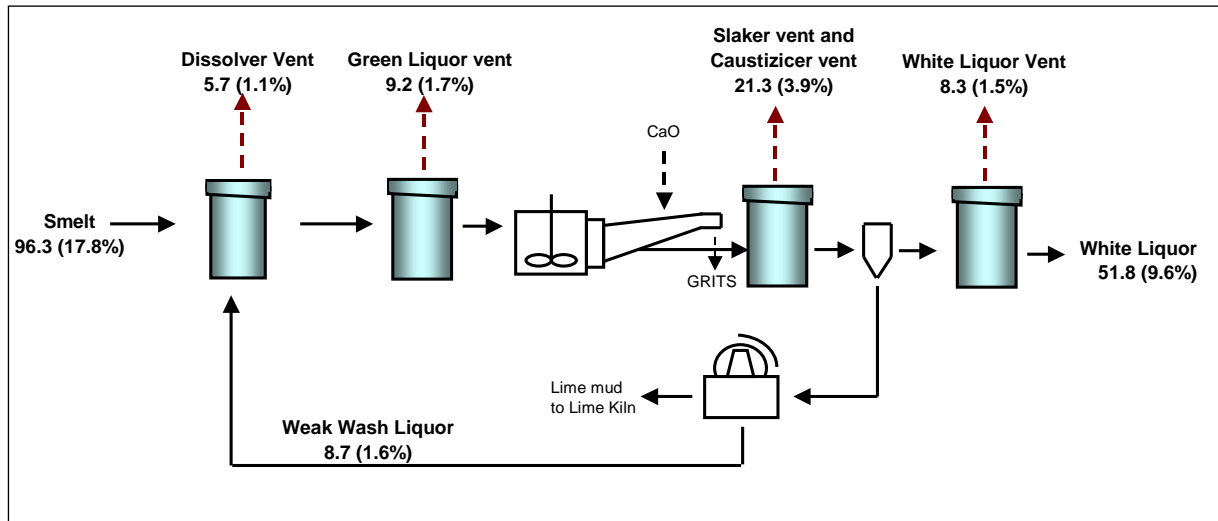 Dissolver Vent
5.7 (1.1%)
Green Liquor vent
9.2 (1.7%)
Slaker vent and
Caustizicer vent
21.3 (3.9%)
White Liquor Vent
8.3 (1.5%)
CaO
Smelt
96.3 (17.8%)
GRITS
White Liquor
51.8 (9.6%)
Lime mud
to Lime Kiln
Weak Wash Liquor
8.7 (1.6%)